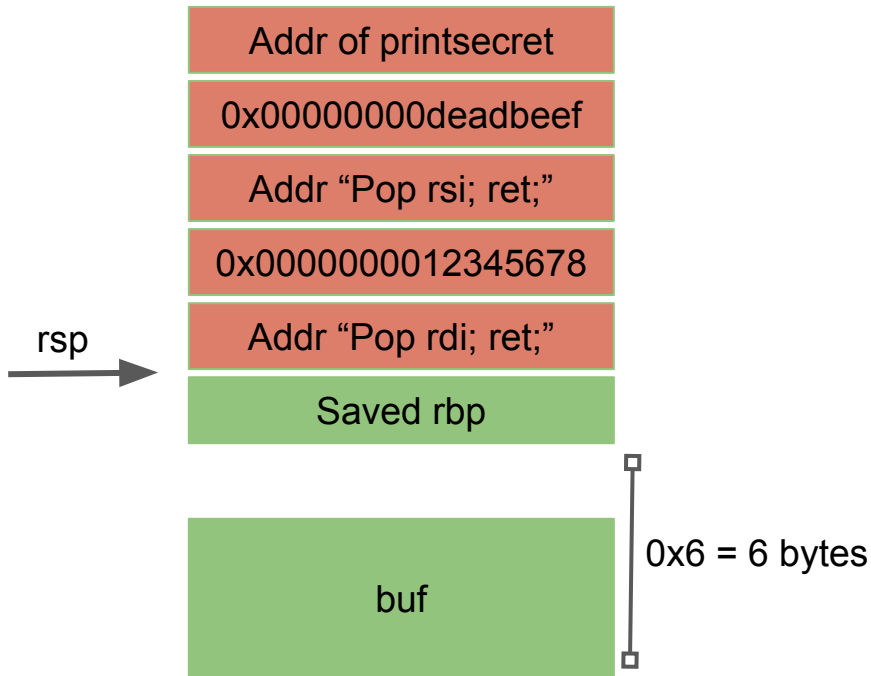 Addr of printsecret
0x00000000deadbeef
Addr “Pop rsi; ret;”
0x0000000012345678
Addr “Pop rdi; ret;”
rsp
Saved rbp
0x6 = 6 bytes
buf